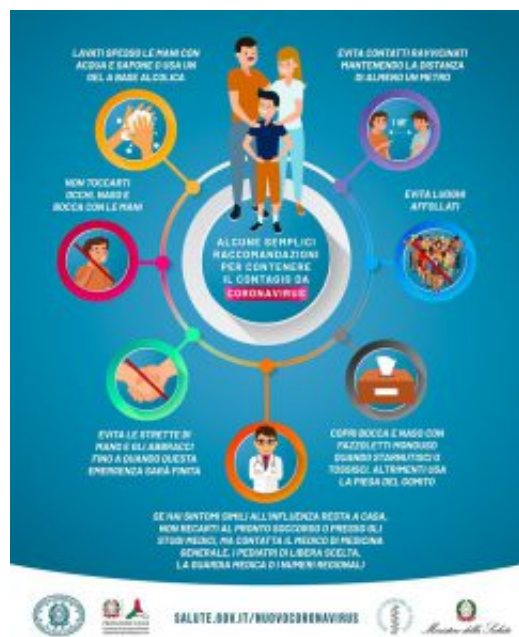 LAVATI SPESSO LE MANI CON
ACQUA E SAPONE O USA UN
GEL A BASE ALCOLICA
EVITA CONTATTI RAVVICINATI
MANTENENDO LA DISTANZA
DI ALMENO UN METRO
NON TOCCARTI
OCCHI, NASO E
BOCCA CON LE MANI
EVITA LUOGHI
AFFOLLATI
ALCUNE SEMPLICI
RACCOMANDAZIONI
PER CONTENERE
IL CONTAGIO DA
CORONAVIRUS
EVITA LE STRETTE DI
MANO E GLI ABBRACCI
FINO A QUANDO QUESTA
EMERGENZA SARÀ FINITA
COPRI BOCCA E NASO CON
FAZZOLETTI MONOUSO
QUANDO STARNUTISCI O
TOSSISCI. ALTRIMENTI USA
LA PIEGA DEL GOMITO
SE HAI SINTOMI SIMILI ALL'INFLUENZA RESTA A CASA,
NON RECARTI AL PRONTO SOCCORSO O PRESSO GLI
STUDI MEDICI, MA CONTATTA IL MEDICO DI MEDICINA
GENERALE, I PEDIATRI DI LIBERA SCELTA,
LA GUARDIA MEDICA O I NUMERI REGIONALI
SALUTE.GOV.IT/NUOVOCORONAVIRUS
Ministero della Salute